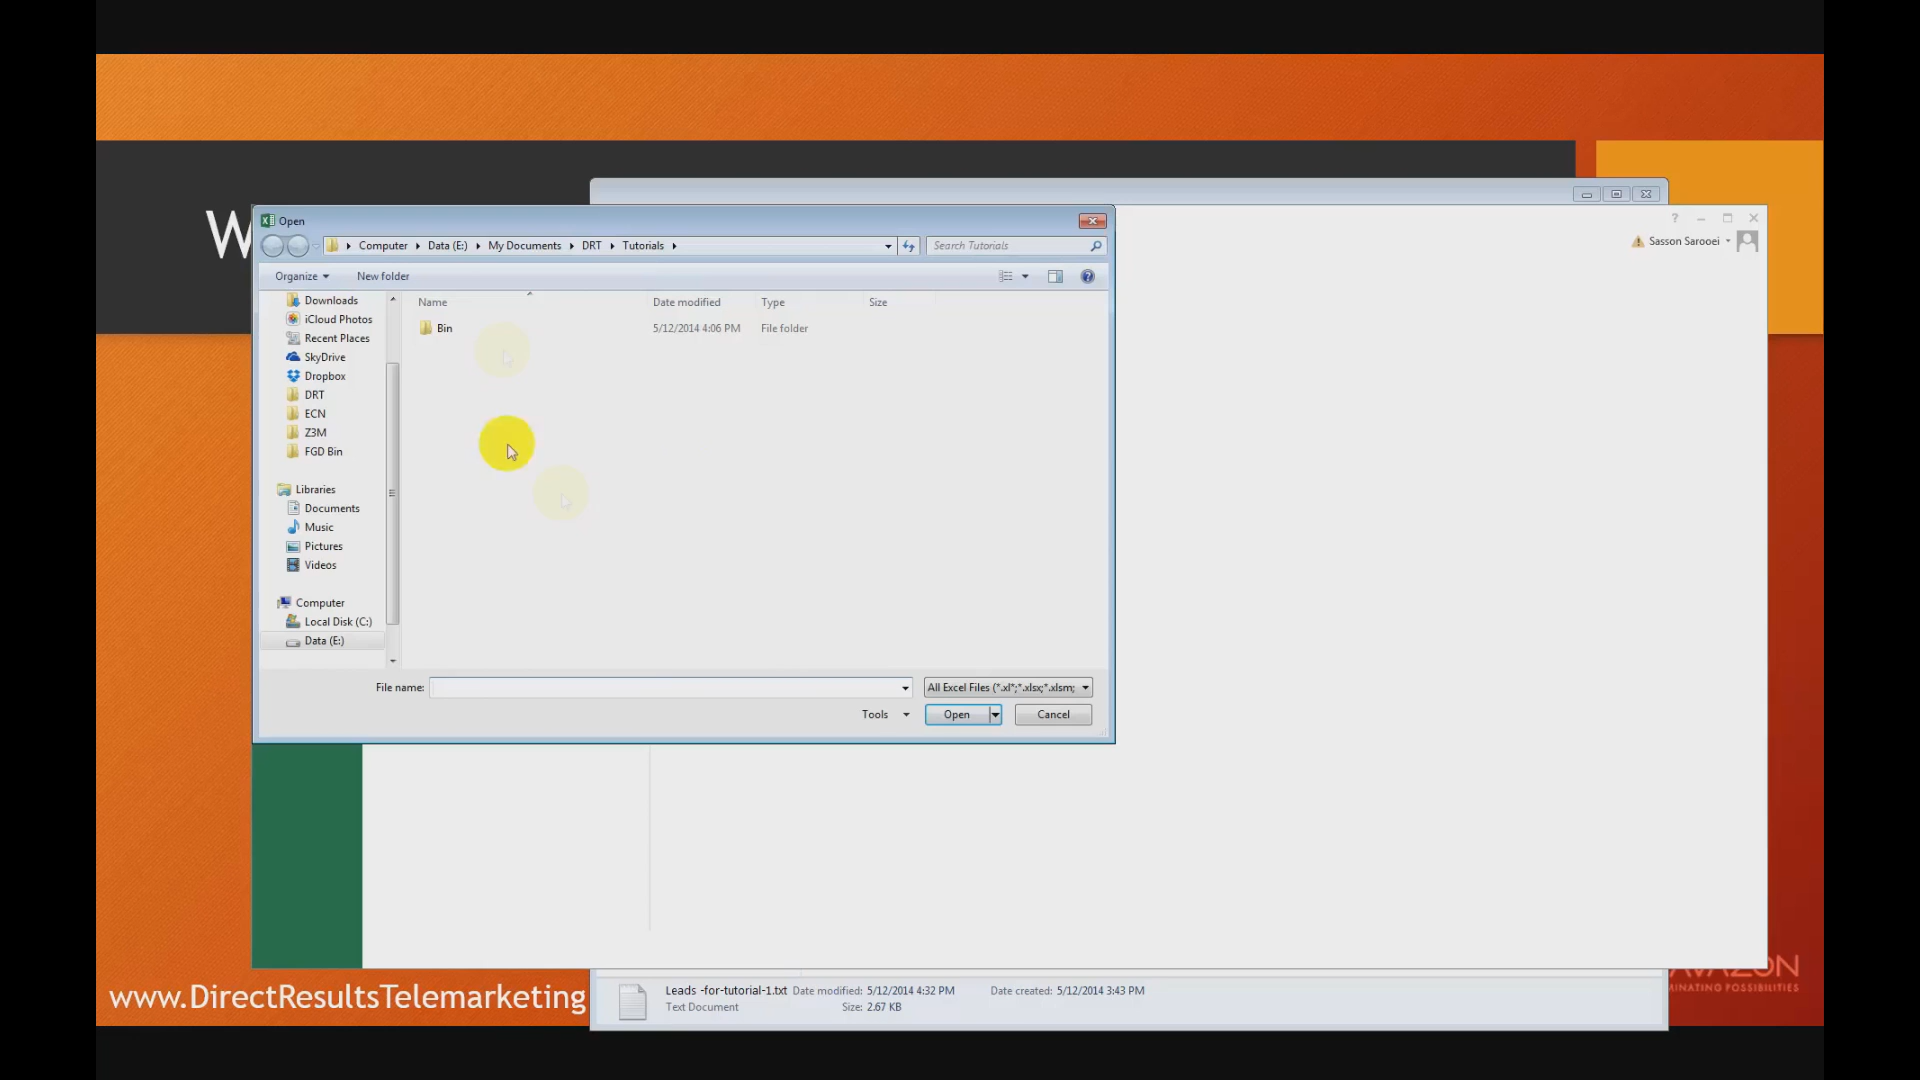 W
Open
Computer Data (E:) My Documents DRT Tutorials
Search Tutorials
Sasson Sarooei
Organize New folder
Name Date modified Type Size
Bin 5/12/2014 4:06 PM File folder
Downloads
iCloud Photos
Recent Places
SkyDrive
Dropbox
DRT
ECN
Z3M
FGD Bin
Libraries
Documents
Music
Pictures
Videos
Computer
Local Disk (C:)
Data (E:)
File name:
All Excel Files (*.xl*;*.xlsx;*.xlsm;
Tools Open Cancel
www.DirectResultsTelemarketing
Leads -for-tutorial-1.txt Date modified: 5/12/2014 4:32 PM Date created: 5/12/2014 3:43 PM
Text Document Size: 2.67 KB
AVAZON
MINATING POSSIBILITIES